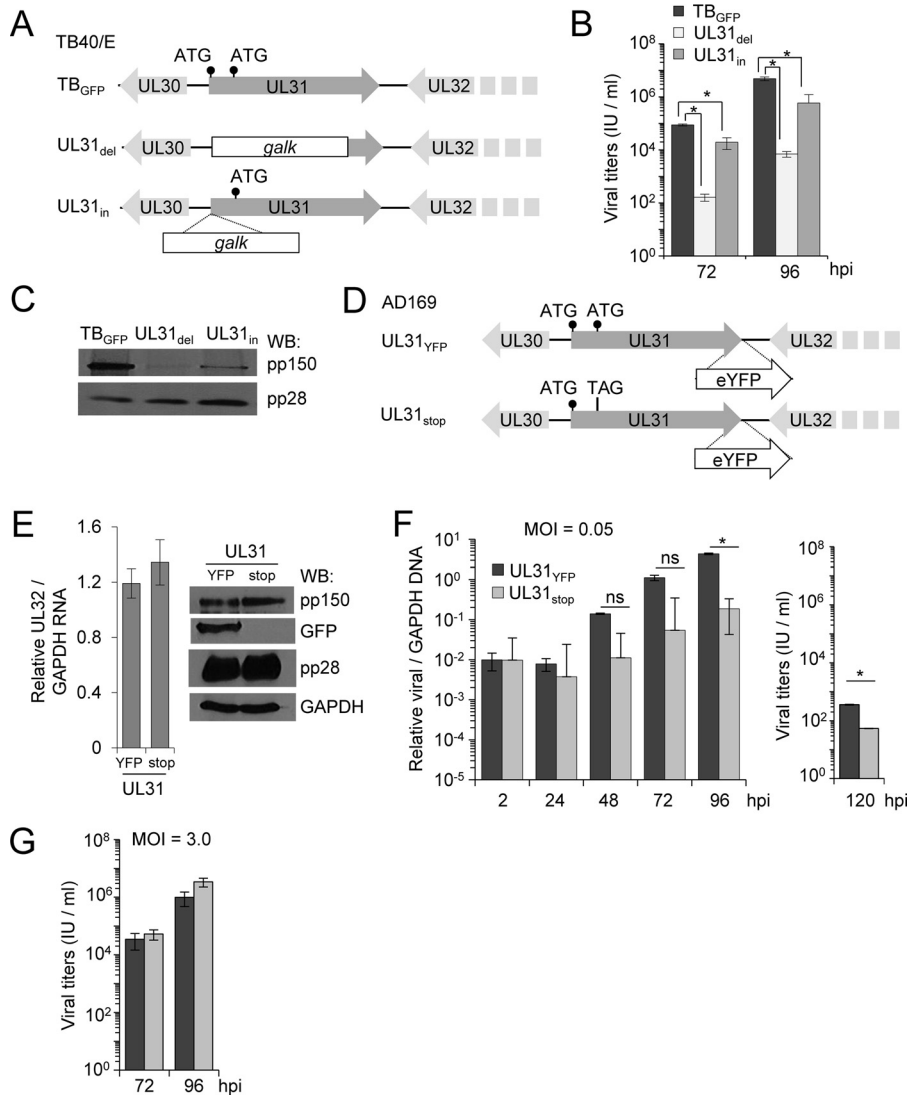 A
TB40/E
ATG ATG
TBGFP UL30 UL31 UL32
UL31del UL30 galk UL32
ATG
UL31in UL30 UL31 UL32
galk
B
TBGFP
UL31del
UL31in
Viral titers (IU / ml)
10^8
10^6
10^4
10^2
10^0
* *
* *
72 96 hpi
C
TBGFP UL31del UL31in WB:
pp150
pp28
D
AD169
ATG ATG
UL31YFP UL30 UL31 UL32
eYFP
ATG TAG
UL31stop UL30 UL31 UL32
eYFP
E
Relative UL32 /
GAPDH RNA
1.6
1.2
0.8
0.4
0
YFP stop
UL31
UL31
YFP stop WB:
pp150
GFP
pp28
GAPDH
F
MOI = 0.05
Relative viral / GAPDH DNA
10^1
10^0
10^-1
10^-2
10^-3
10^-4
10^-5
UL31YFP
UL31stop
ns ns *
2 24 48 72 96 hpi
Viral titers (IU / ml)
10^8
10^6
10^4
10^2
10^0
*
120 hpi
G
MOI = 3.0
Viral titers (IU / ml)
10^8
10^6
10^4
10^2
10^0
72 96 hpi